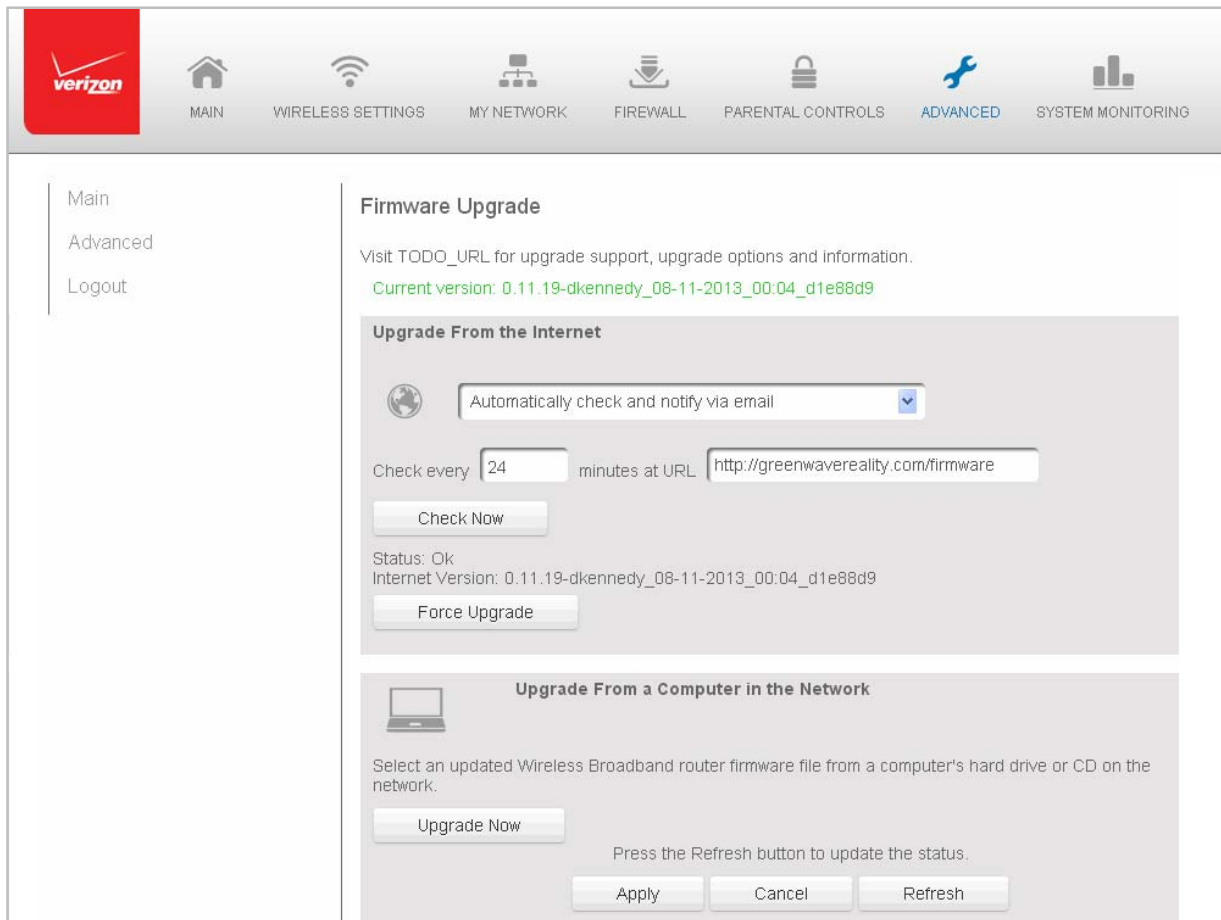 verizon
MAIN
WIRELESS SETTINGS
MY NETWORK
FIREWALL
PARENTAL CONTROLS
ADVANCED
SYSTEM MONITORING
Main
Advanced
Logout
Firmware Upgrade
Visit TODO_URL for upgrade support, upgrade options and information.
Current version: 0.11.19-dkennedy_08-11-2013_00:04_d1e88d9
Upgrade From the Internet
Automatically check and notify via email
Check every 24 minutes at URL http://greenwavereality.com/firmware
Check Now
Status: Ok
Internet Version: 0.11.19-dkennedy_08-11-2013_00:04_d1e88d9
Force Upgrade
Upgrade From a Computer in the Network
Select an updated Wireless Broadband router firmware file from a computer's hard drive or CD on the
network.
Upgrade Now
Press the Refresh button to update the status.
Apply Cancel Refresh